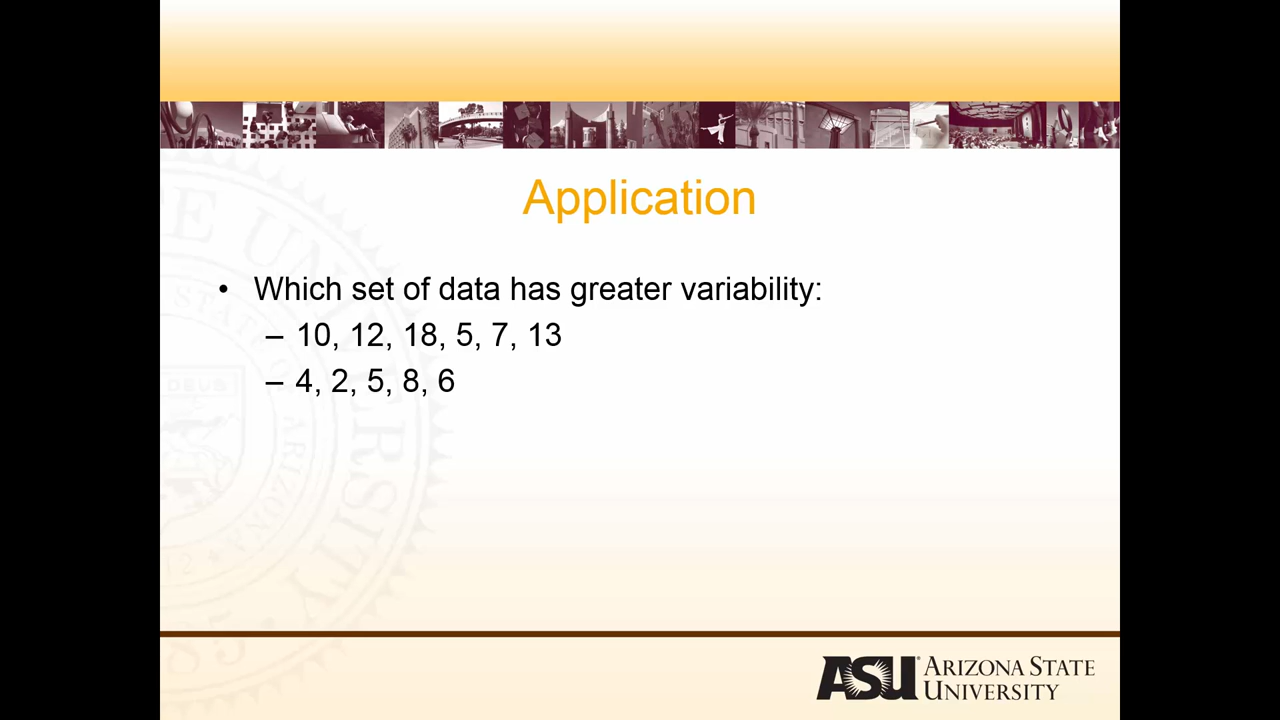 Application
• Which set of data has greater variability:
– 10, 12, 18, 5, 7, 13
– 4, 2, 5, 8, 6
ASU® ARIZONA STATE
UNIVERSITY